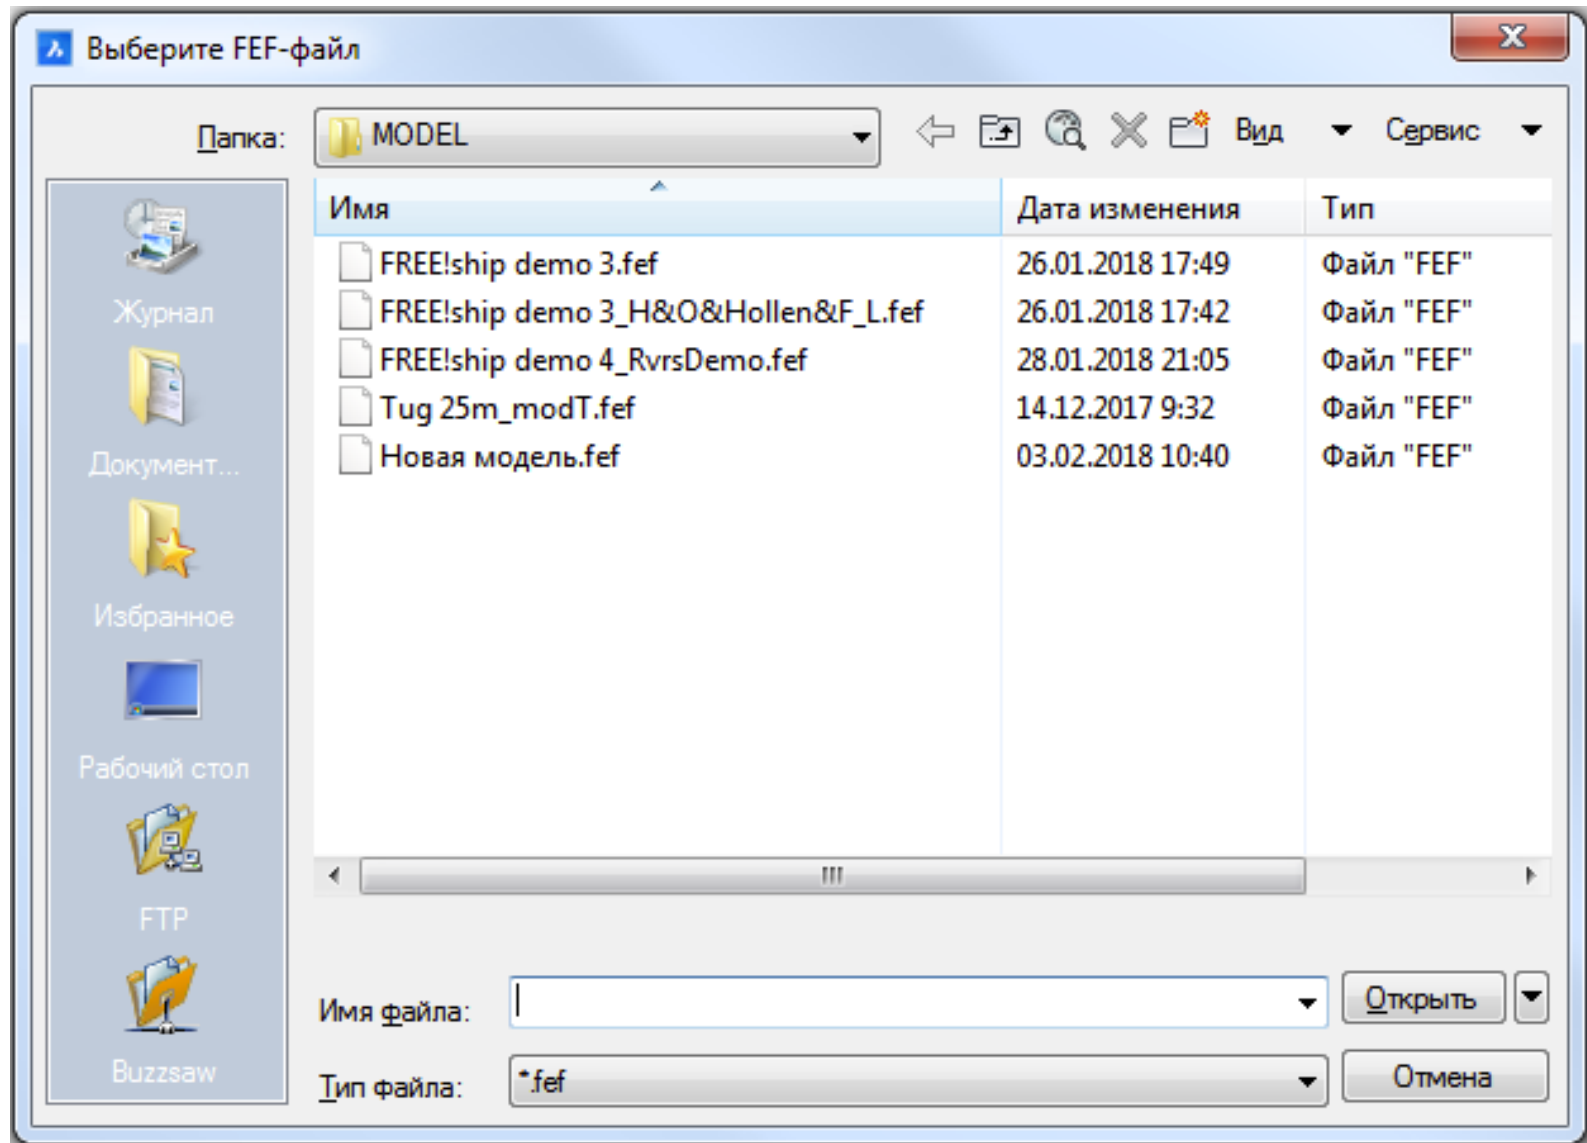 Выберите FEF-файл
Папка: MODEL Вид Сервис
Имя Дата изменения Тип
FREE!ship demo 3.fef 26.01.2018 17:49 Файл "FEF"
FREE!ship demo 3_H&O&Hollen&F_L.fef 26.01.2018 17:42 Файл "FEF"
FREE!ship demo 4_RvrsDemo.fef 28.01.2018 21:05 Файл "FEF"
Tug 25m_modT.fef 14.12.2017 9:32 Файл "FEF"
Новая модель.fef 03.02.2018 10:40 Файл "FEF"
Журнал
Документ...
Избранное
Рабочий стол
FTP
Buzzsaw
Имя файла: Открыть
Тип файла: *.fef Отмена